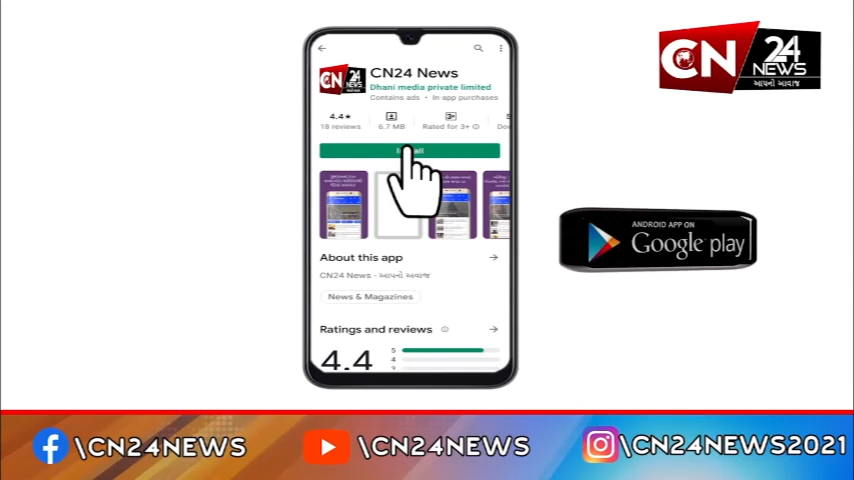 CN24 News
Dhani media private limited
Contains ads • In-app purchases
4.4★
18 reviews
6.7 MB
3+
Rated for 3+
About this app
CN24 News - આપનો અવાજ
News & Magazines
Ratings and reviews
4.4
5
4
3
CN 24
NEWS
આપનો અવાજ
ANDROID APP ON
Google play
\CN24NEWS
\CN24NEWS
\CN24NEWS2021